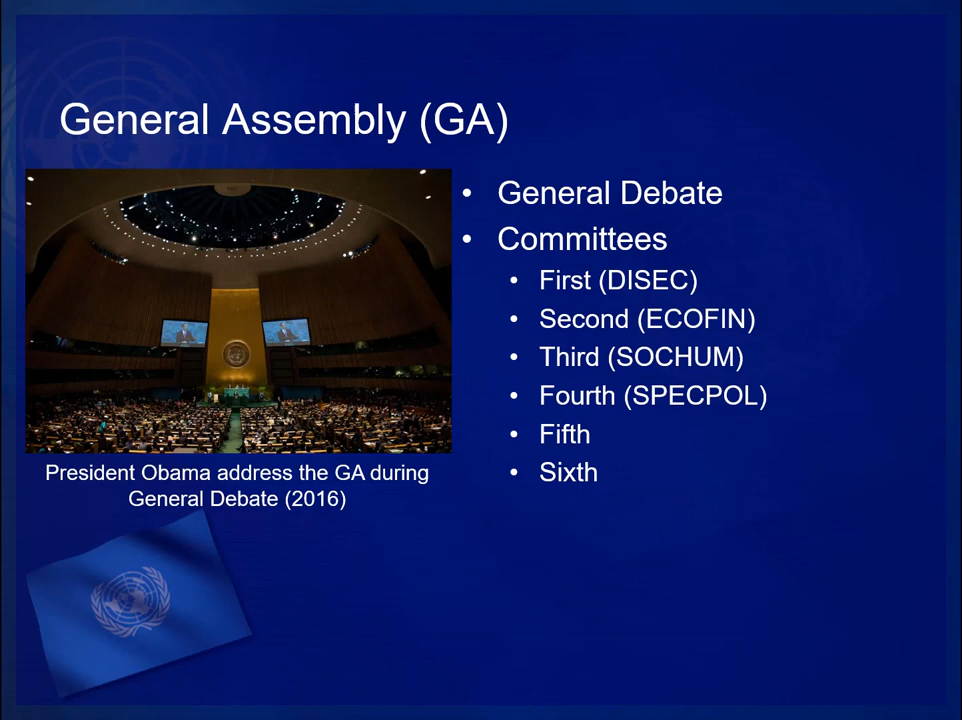 General Assembly (GA)
• General Debate
• Committees
• First (DISEC)
• Second (ECOFIN)
• Third (SOCHUM)
• Fourth (SPECPOL)
• Fifth
• Sixth
President Obama address the GA during
General Debate (2016)